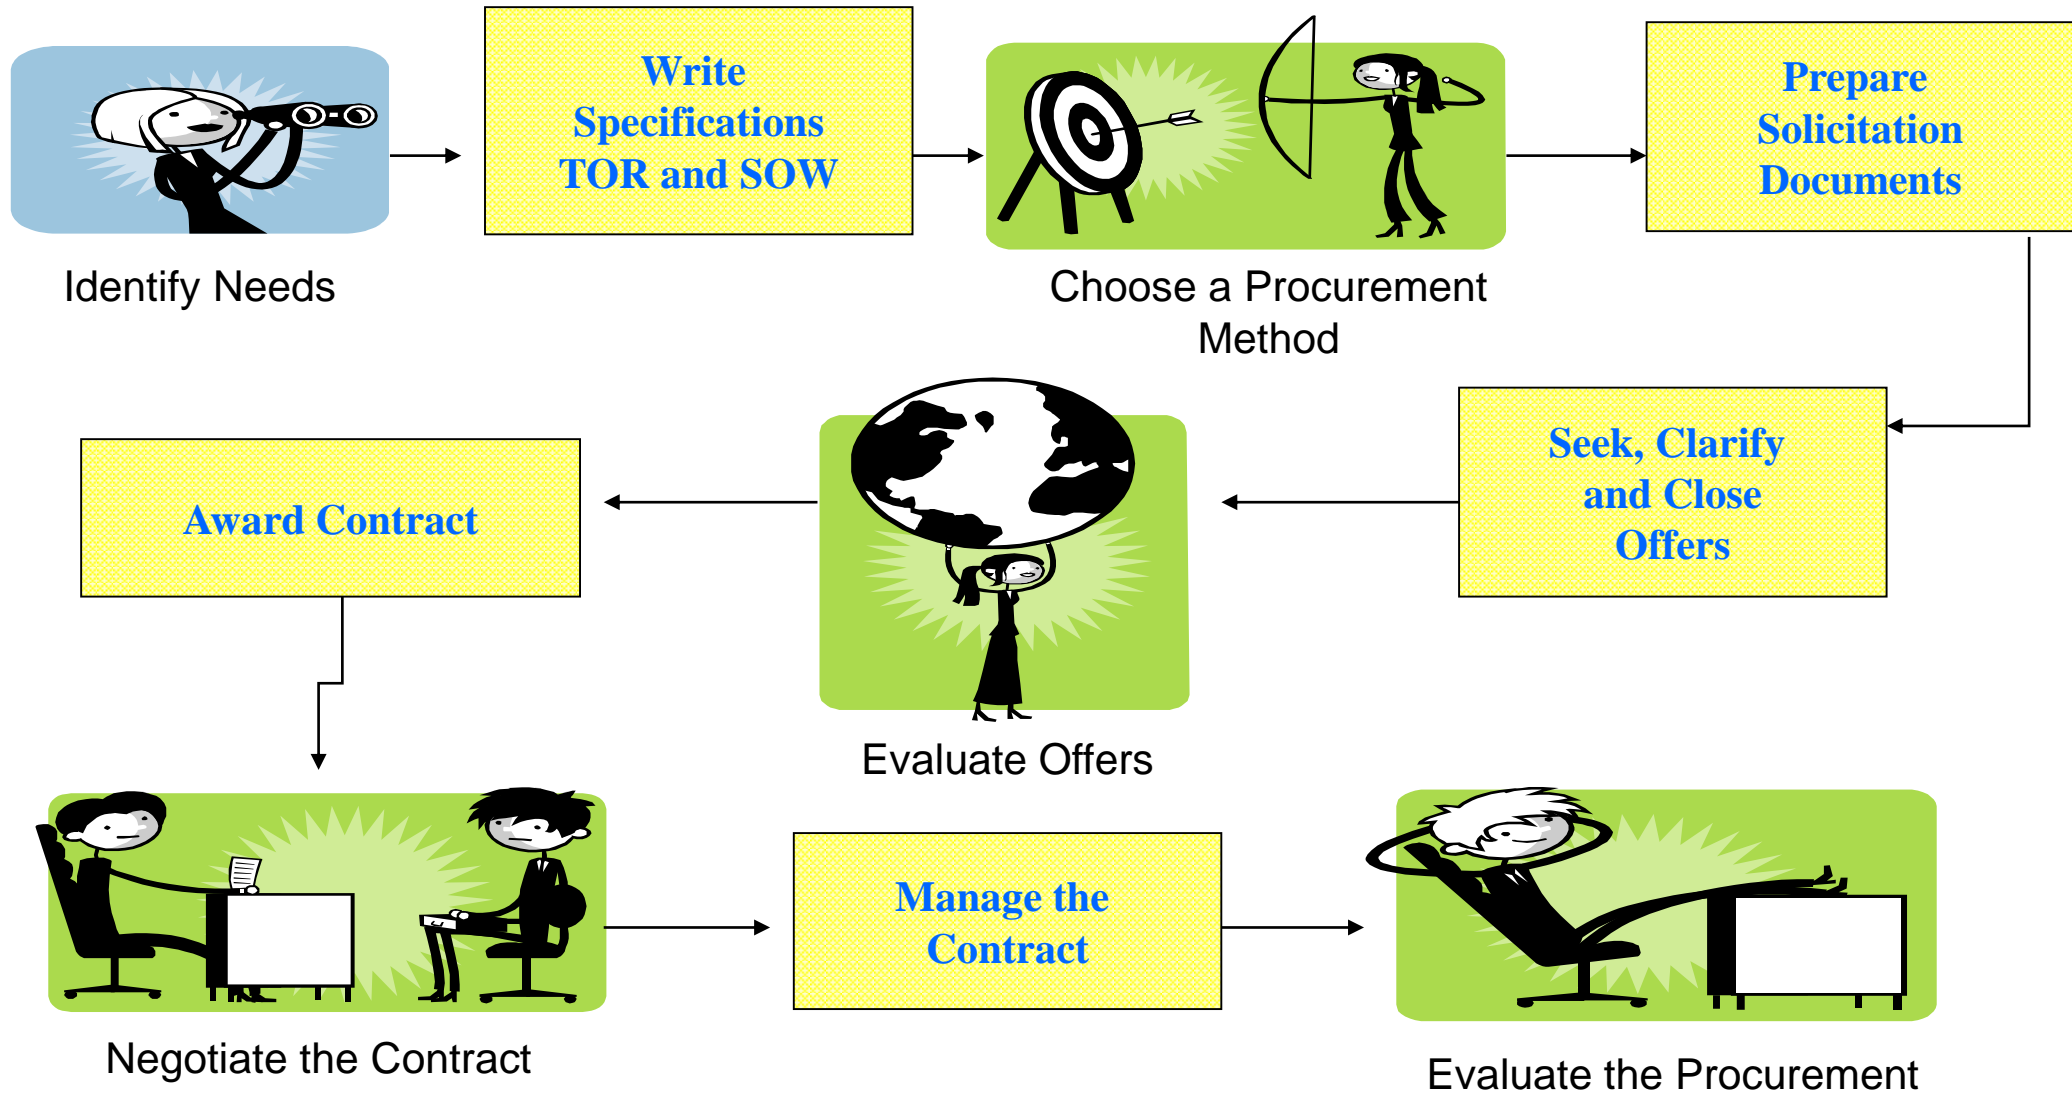 Write
Specifications
TOR and SOW
Prepare
Solicitation
Documents
Identify Needs
Choose a Procurement
Method
Seek, Clarify
and Close
Offers
Award Contract
Evaluate Offers
Manage the
Contract
Negotiate the Contract
Evaluate the Procurement